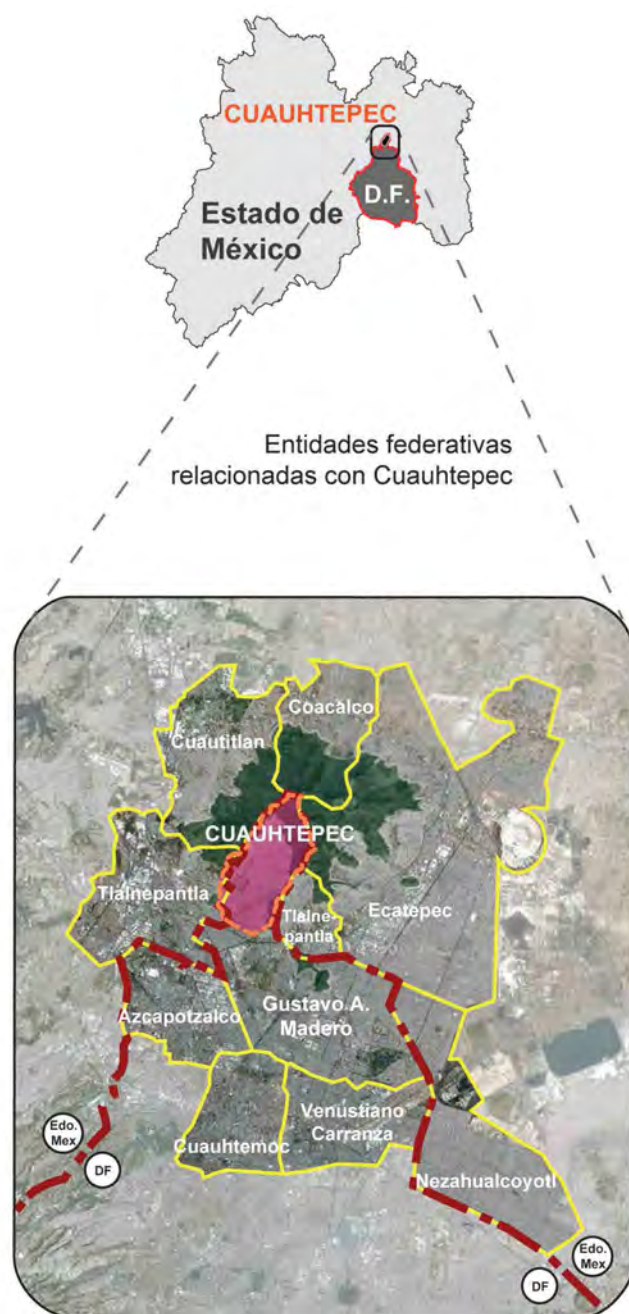 CUAUHTEPEC
D.F.
Estado de
México
Entidades federativas
relacionadas con Cuauhtepec
Coacalco
Cuautitlan
CUAUHTEPEC
Tlalnepantla
Tlalne-
pantla
Ecatepec
Gustavo A.
Madero
Azcapotzalco
Venustiano
Carranza
Cuauhtemoc
Nezahualcoyotl
Edo.
Mex
DF
Edo.
Mex
DF